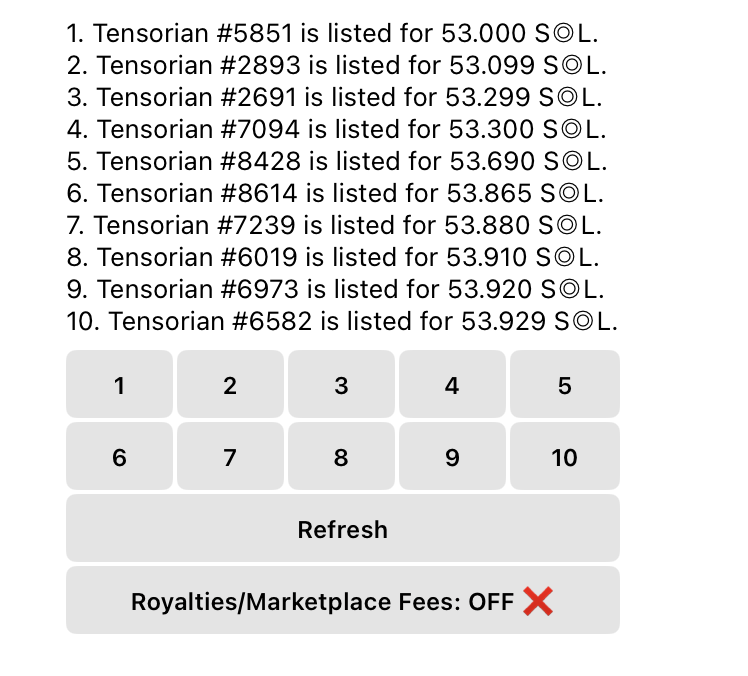 1. Tensorian #5851 is listed for 53.000 S◎L.
2. Tensorian #2893 is listed for 53.099 S◎L.
3. Tensorian #2691 is listed for 53.299 S◎L.
4. Tensorian #7094 is listed for 53.300 S◎L.
5. Tensorian #8428 is listed for 53.690 S◎L.
6. Tensorian #8614 is listed for 53.865 S◎L.
7. Tensorian #7239 is listed for 53.880 S◎L.
8. Tensorian #6019 is listed for 53.910 S◎L.
9. Tensorian #6973 is listed for 53.920 S◎L.
10. Tensorian #6582 is listed for 53.929 S◎L.
1 2 3 4 5
6 7 8 9 10
Refresh
Royalties/Marketplace Fees: OFF ❌